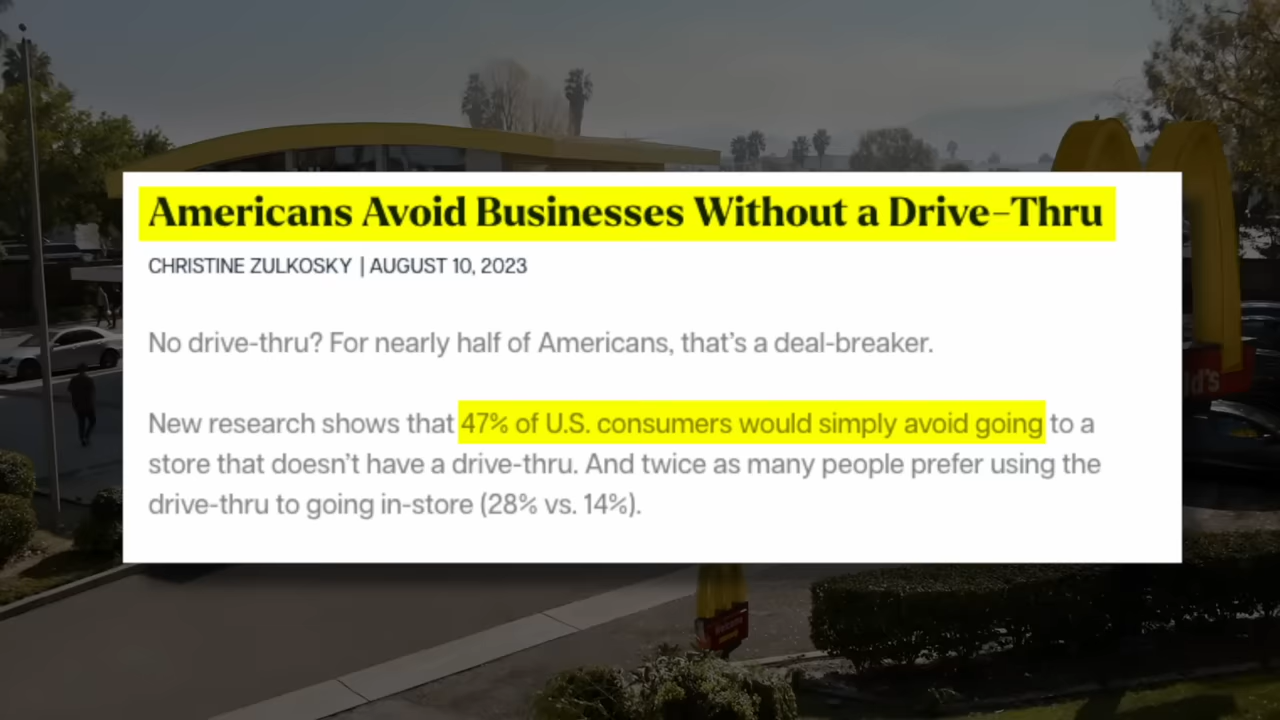 Americans Avoid Businesses Without a Drive-Thru
CHRISTINE ZULKOSKY | AUGUST 10, 2023
No drive-thru? For nearly half of Americans, that's a deal-breaker.
New research shows that 47% of U.S. consumers would simply avoid going to a
store that doesn't have a drive-thru. And twice as many people prefer using the
drive-thru to going in-store (28% vs. 14%).
ld's